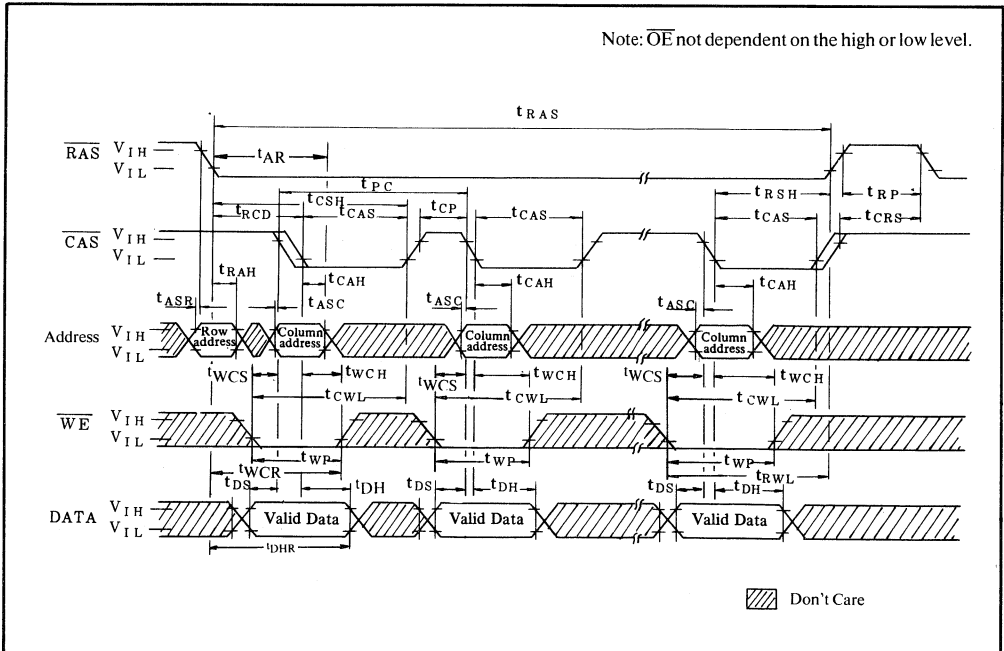 Note: OE not dependent on the high or low level.
tRAS
RAS VIH
VIL
tAR
tPC
tCSH
tRSH
tRP
tRCD
tCAS
tCP
tCAS
tCAS
tCRS
CAS VIH
VIL
tRAH
tCAH
tCAH
tCAH
tASR
tASC
tASC
tASC
Address VIH
VIL
Row address
Column address
Column address
Column address
tWCS
tWCH
tWCS
tWCH
tWCS
tWCH
tCWL
tCWL
tCWL
WE VIH
VIL
tWP
tWP
tWP
tWCR
tRWL
tDS
tDH
tDS
tDH
tDS
tDH
DATA VIH
VIL
Valid Data
Valid Data
Valid Data
tDHR
Don't Care